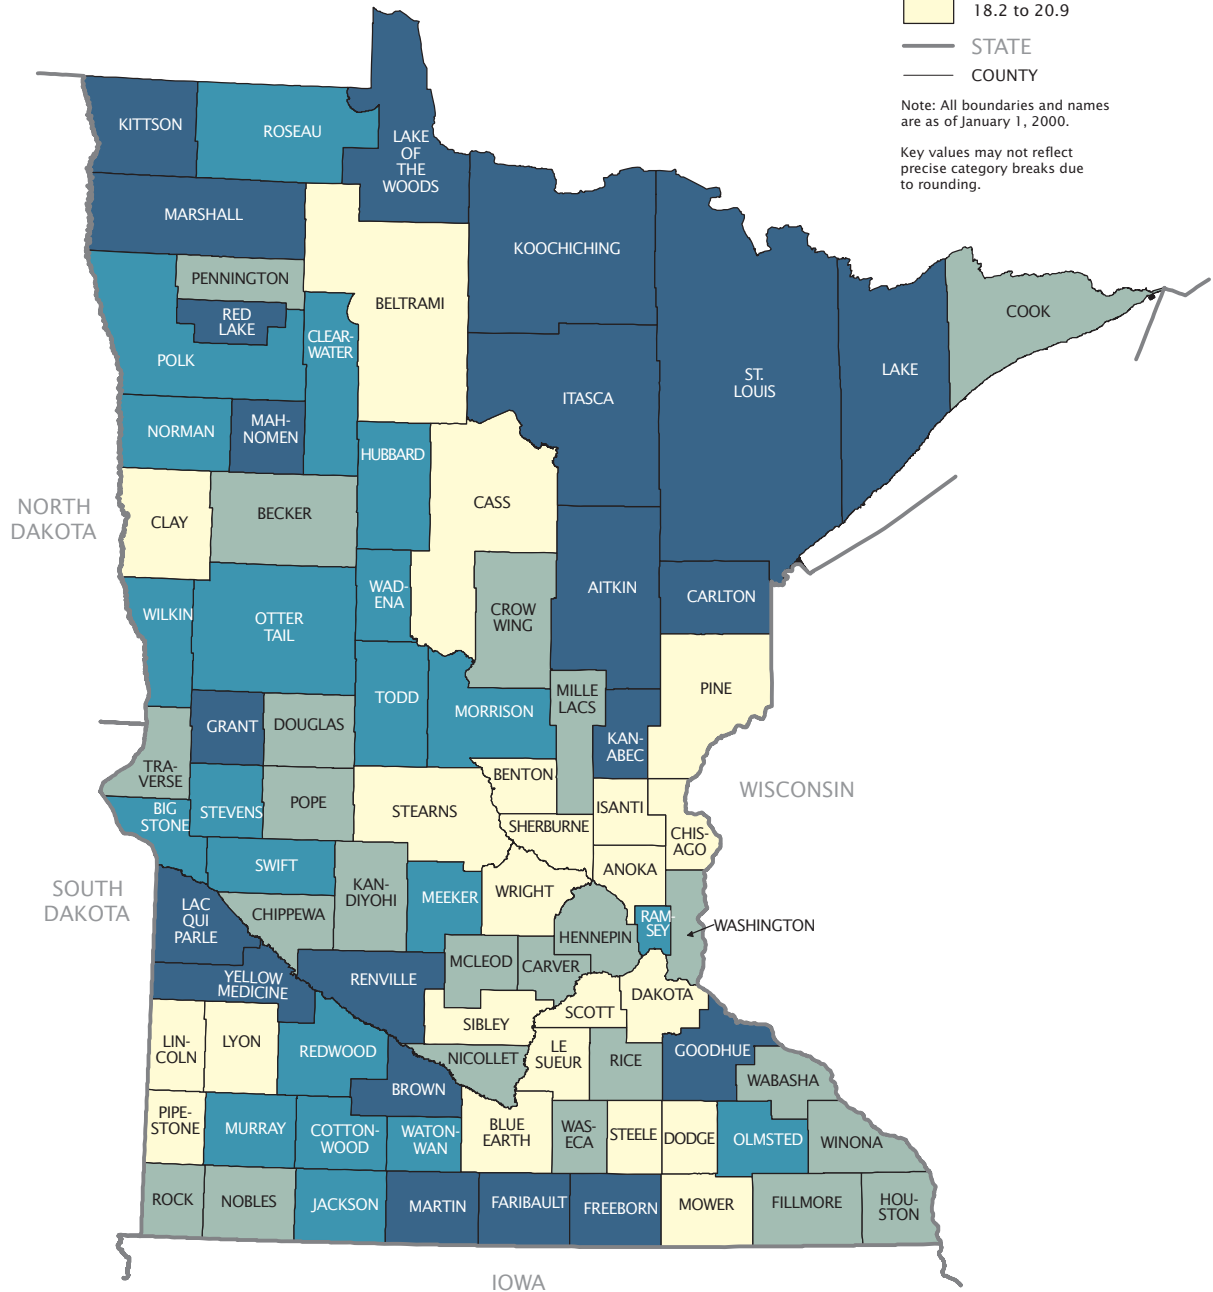 18.2 to 20.9
STATE
COUNTY
Note: All boundaries and names
are as of January 1, 2000.
Key values may not reflect
precise category breaks due
to rounding.
KITTSON
ROSEAU
LAKE
OF
THE
WOODS
MARSHALL
KOOCHICHING
PENNINGTON
BELTRAMI
COOK
RED
LAKE
CLEAR-
WATER
POLK
ST.
LOUIS
LAKE
ITASCA
NORMAN
MAH-
NOMEN
HUBBARD
CASS
NORTH
DAKOTA
CLAY
BECKER
WILKIN
OTTER
TAIL
WAD-
ENA
CROW
WING
AITKIN
CARLTON
TODD
MORRISON
MILLE
LACS
PINE
GRANT
DOUGLAS
KAN-
ABEC
TRA-
VERSE
BENTON
WISCONSIN
BIG
STONE
STEVENS
POPE
STEARNS
ISANTI
SHERBURNE
CHIS-
AGO
SWIFT
ANOKA
SOUTH
DAKOTA
KAN-
DIYOHI
MEEKER
WRIGHT
LAC
QUI
PARLE
CHIPPEWA
RAM-
SEY
WASHINGTON
HENNEPIN
MCLEOD
CARVER
YELLOW
MEDICINE
RENVILLE
DAKOTA
SCOTT
SIBLEY
LIN-
COLN
LYON
REDWOOD
NICOLLET
LE
SUEUR
RICE
GOODHUE
WABASHA
BROWN
PIPE-
STONE
MURRAY
COTTON-
WOOD
WATON-
WAN
BLUE
EARTH
WAS-
ECA
STEELE
DODGE
OLMSTED
WINONA
ROCK
NOBLES
JACKSON
MARTIN
FARIBAULT
FREEBORN
MOWER
FILLMORE
HOU-
STON
IOWA